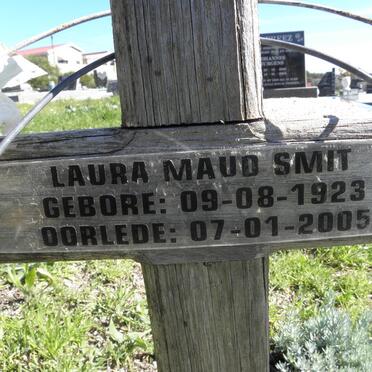 LAURA MAUD SMIT
GEBORE: 09-08-1923
OORLEDE: 07-01-2005